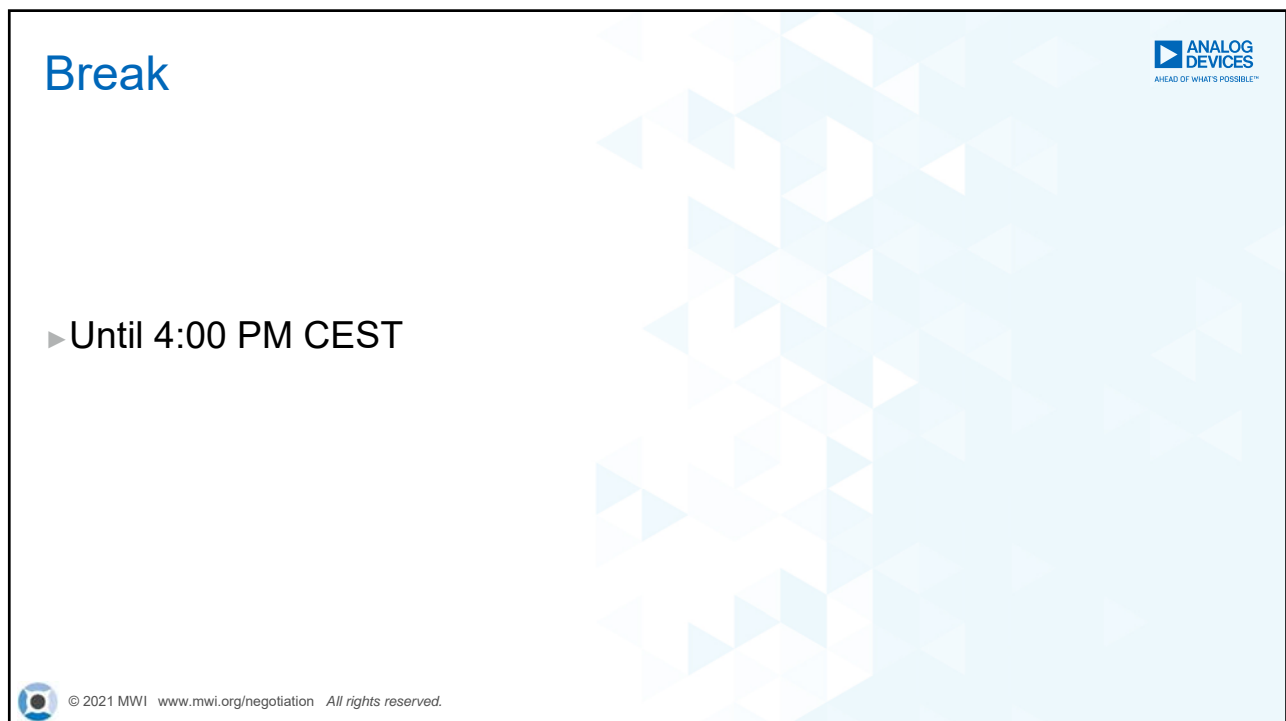 Break
ANALOG
DEVICES
AHEAD OF WHAT'S POSSIBLE™
►Until 4:00 PM CEST
© 2021 MWI www.mwi.org/negotiation All rights reserved.